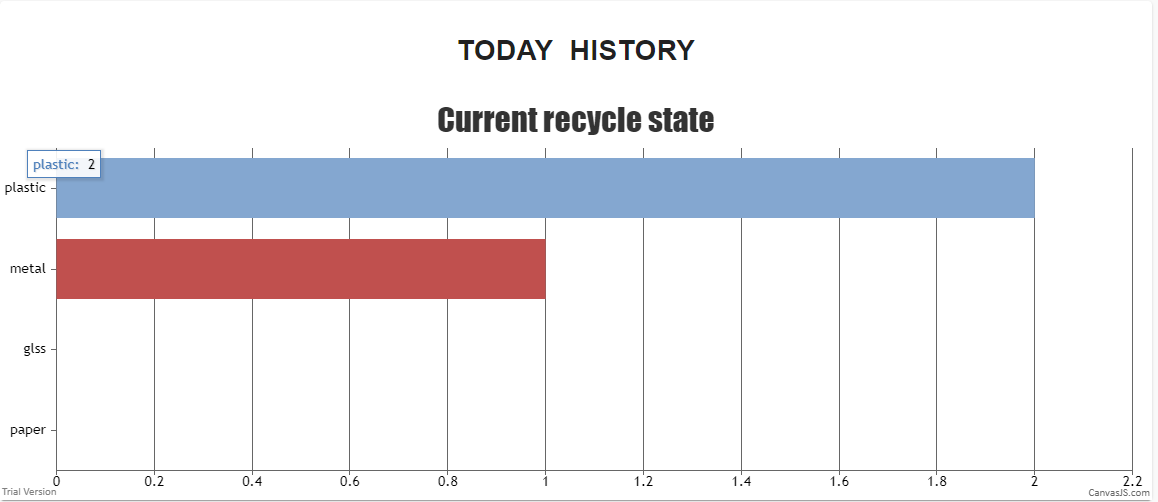 TODAY HISTORY
Current recycle state
plastic: 2
plastic
metal
glss
paper
0 0.2 0.4 0.6 0.8 1 1.2 1.4 1.6 1.8 2 2.2
Trial Version CanvasJS.com